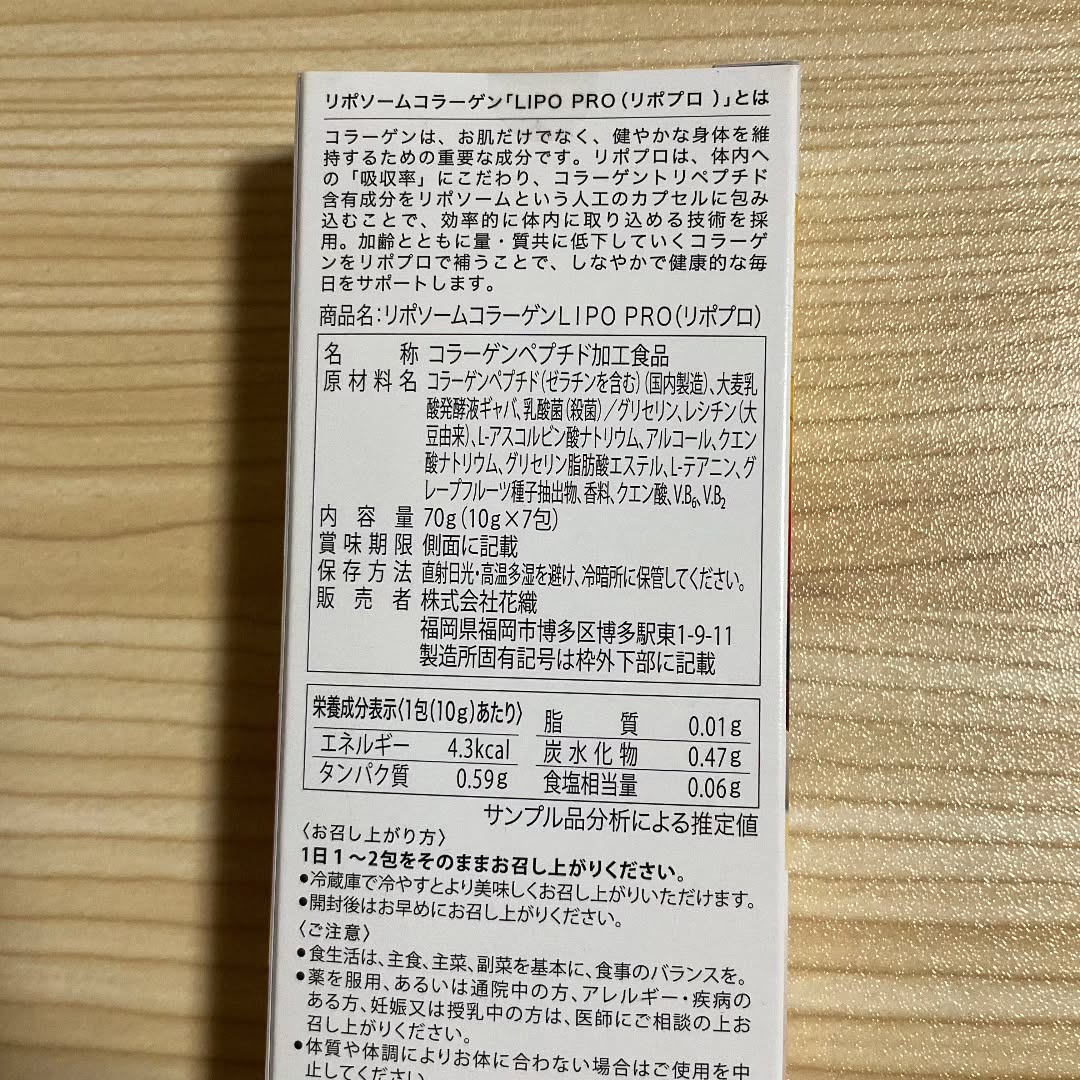 リポソームコラーゲン「LIPO PRO(リポプロ )」とは
コラーゲンは、お肌だけでなく、健やかな身体を維
持するための重要な成分です。リポプロは、体内へ
の「吸収率」にこだわり、コラーゲントリペプチド
含有成分をリポソームという人工のカプセルに包み
込むことで、効率的に体内に取り込める技術を採
用。加齢とともに量・質共に低下していくコラーゲ
ンをリポプロで補うことで、しなやかで健康的な毎
日をサポートします。
商品名:リポソームコラーゲンLIPO PRO(リポプロ)
名称 コラーゲンペプチド加工食品
原材料名 コラーゲンペプチド(ゼラチンを含む)(国内製造)、大麦乳
酸発酵液ギャバ、乳酸菌(殺菌)/グリセリン、レシチン(大
豆由来)、L-アスコルビン酸ナトリウム、アルコール、クエン
酸ナトリウム、グリセリン脂肪酸エステル、L-テアニン、グ
レープフルーツ種子抽出物、香料、クエン酸、V.B6、V.B2
内容量 70g(10g×7包)
賞味期限 側面に記載
保存方法 直射日光・高温多湿を避け、冷暗所に保管してください。
販売者 株式会社花織
福岡県福岡市博多区博多駅東1-9-11
製造所固有記号は枠外下部に記載
栄養成分表示〈1包(10g)あたり〉
エネルギー 4.3kcal
タンパク質 0.59g
脂質 0.01g
炭水化物 0.47g
食塩相当量 0.06g
サンプル品分析による推定値
〈お召し上がり方〉
1日1〜2包をそのままお召し上がりください。
●冷蔵庫で冷やすとより美味しくお召し上がりいただけます。
●開封後はお早めにお召し上がりください。
〈ご注意〉
●食生活は、主食、主菜、副菜を基本に、食事のバランスを。
●薬を服用、あるいは通院中の方、アレルギー・疾病の
ある方、妊娠又は授乳中の方は、医師にご相談の上お
召し上がりください。
●体質や体調によりお体に合わない場合はご使用を中
止してください。